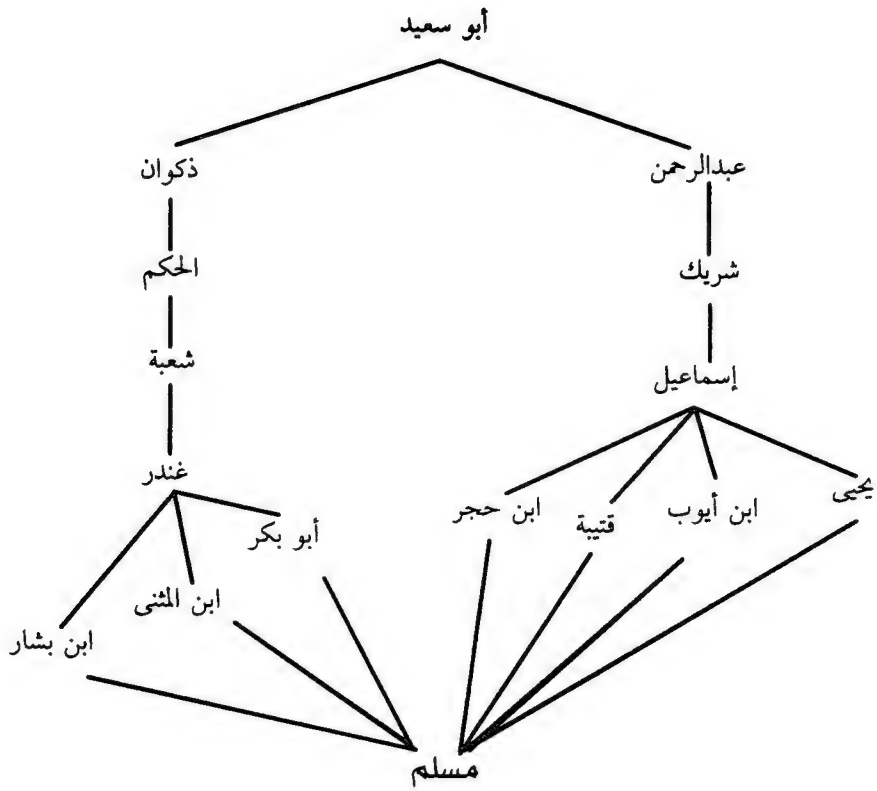 أبو سعيد
عبدالرحمن
ذكوان
شريك
الحكم
إسماعيل
شعبة
يحيى
ابن أيوب
قتيبة
ابن حجر
غندر
أبو بكر
ابن المثنى
ابن بشار
مسلم